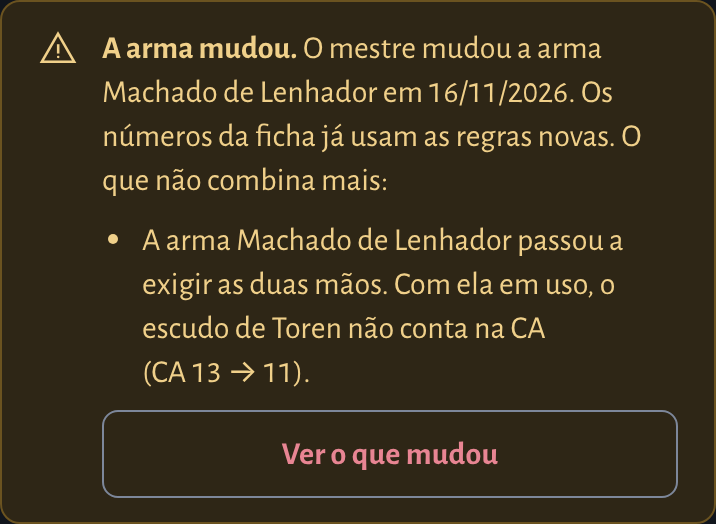 A arma mudou. O mestre mudou a arma
Machado de Lenhador em 16/11/2026. Os
números da ficha já usam as regras novas. O
que não combina mais:
• A arma Machado de Lenhador passou a
exigir as duas mãos. Com ela em uso, o
escudo de Toren não conta na CA
(CA 13 → 11).
Ver o que mudou